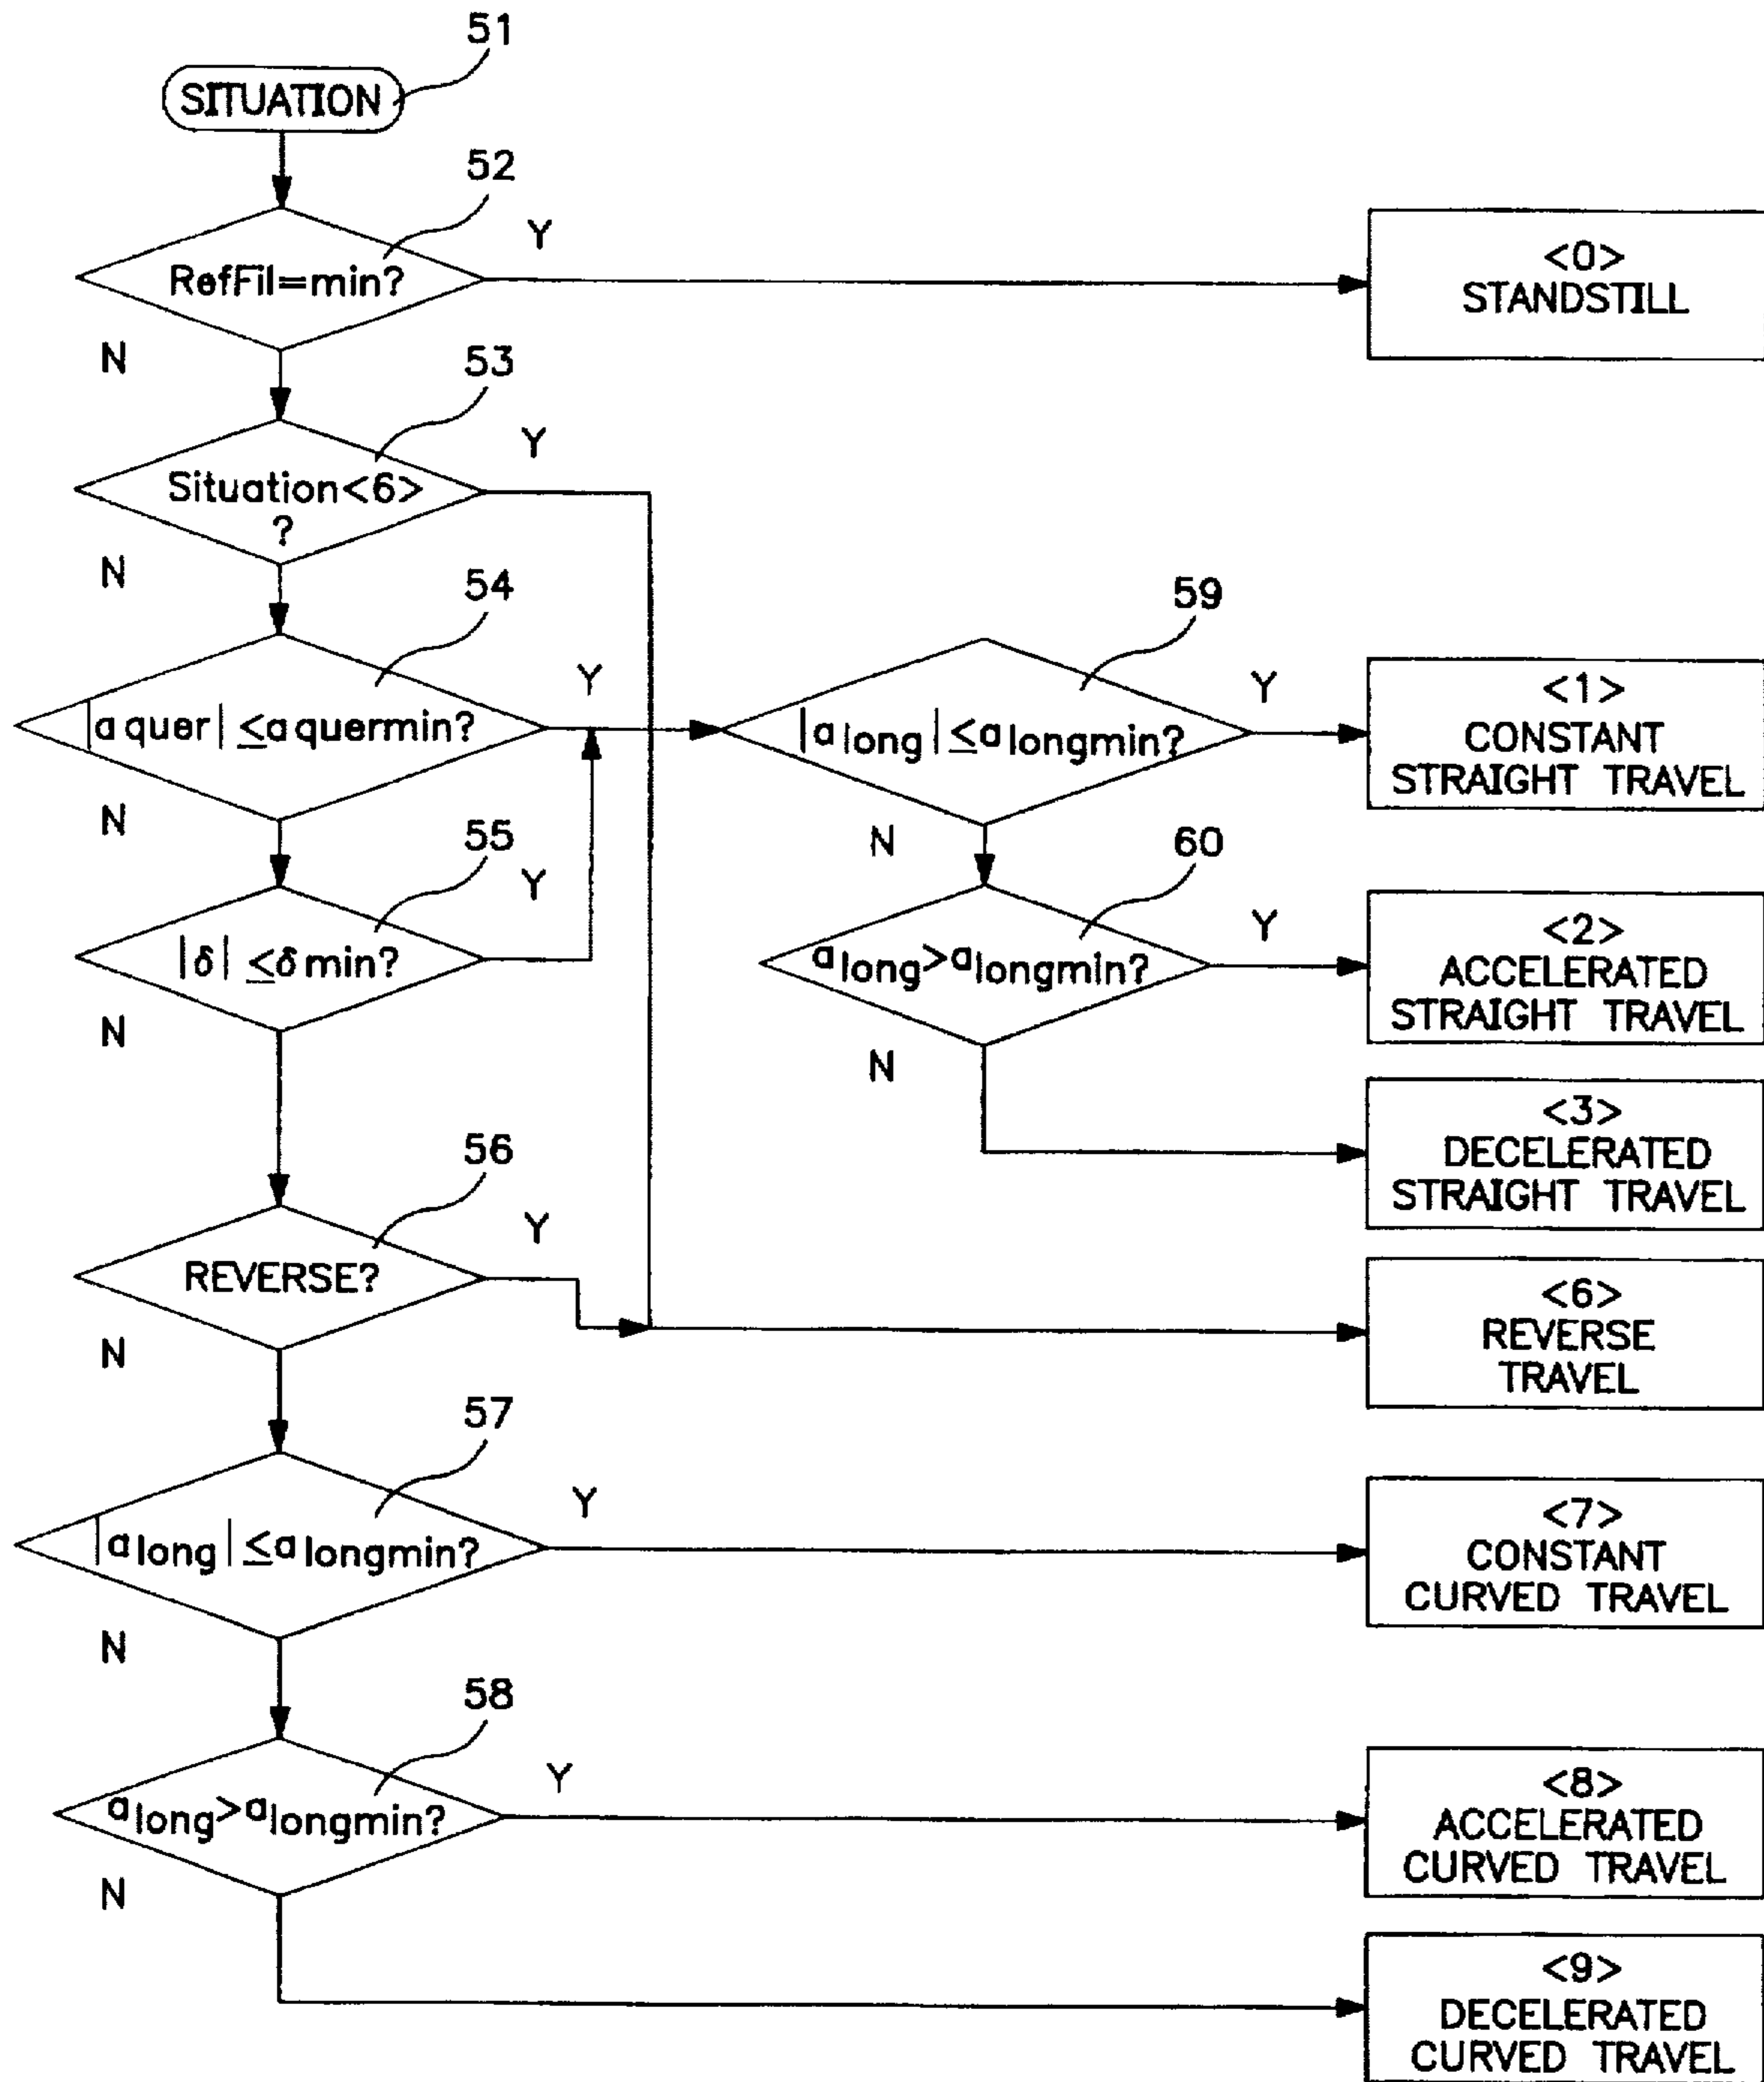 51
SITUATION
52
Y
RefFil=min?
<0>
STANDSTILL
N
53
Y
Situation<6>
?
N
54
Y
|a quer| ≤a quermin?
59
Y
|a long| ≤a longmin?
<1>
CONSTANT
STRAIGHT TRAVEL
N
55
Y
|δ| ≤δ min?
N
60
Y
a long>a longmin?
<2>
ACCELERATED
STRAIGHT TRAVEL
N
N
<3>
DECELERATED
STRAIGHT TRAVEL
56
Y
REVERSE?
<6>
REVERSE
TRAVEL
N
57
Y
|a long| ≤a longmin?
<7>
CONSTANT
CURVED TRAVEL
N
58
Y
a long>a longmin?
<8>
ACCELERATED
CURVED TRAVEL
N
<9>
DECELERATED
CURVED TRAVEL